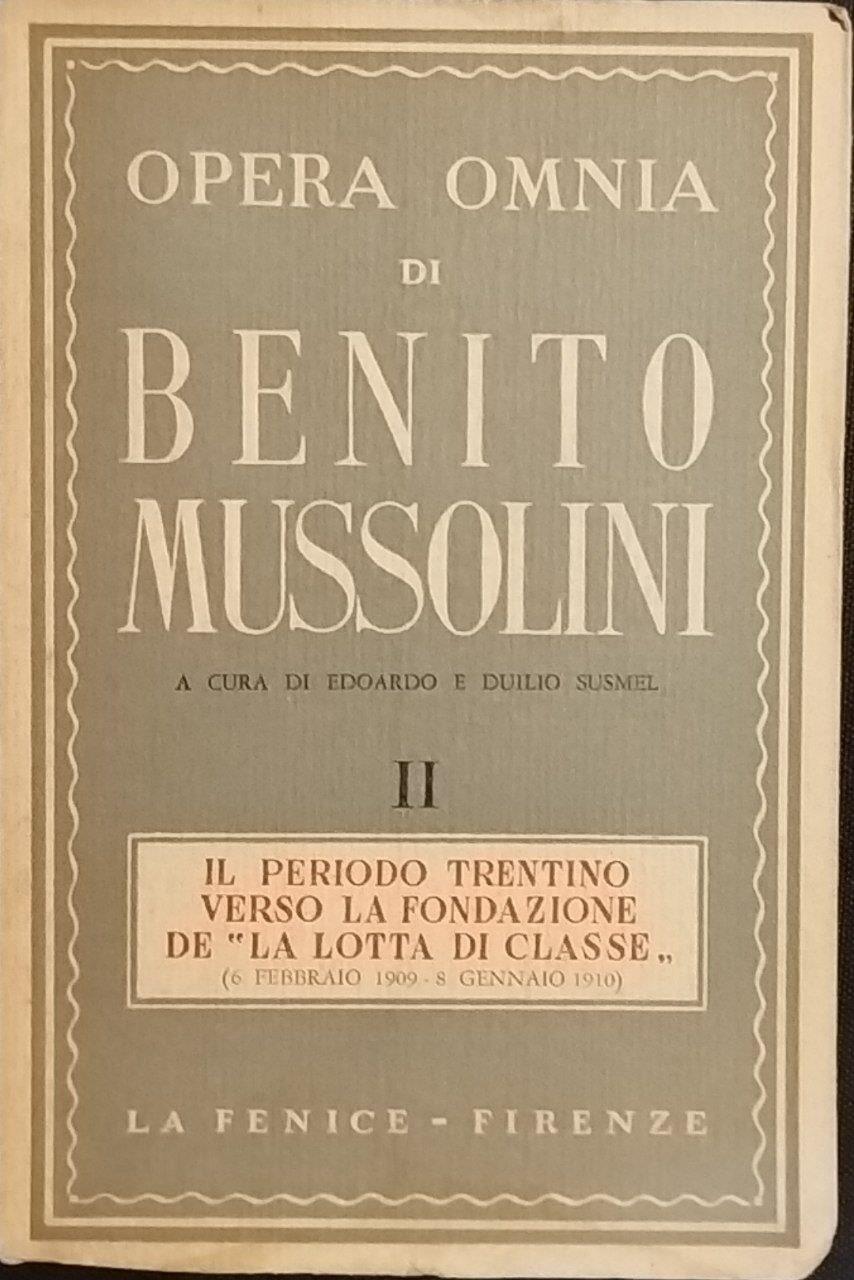 OPERA OMNIA
DI
BENITO
MUSSOLINI
A CURA DI EDOARDO E DUILIO SUSMEL
II
IL PERIODO TRENTINO
VERSO LA FONDAZIONE
DE “LA LOTTA DI CLASSE„
(6 FEBBRAIO 1909 - 8 GENNAIO 1910)
LA FENICE - FIRENZE